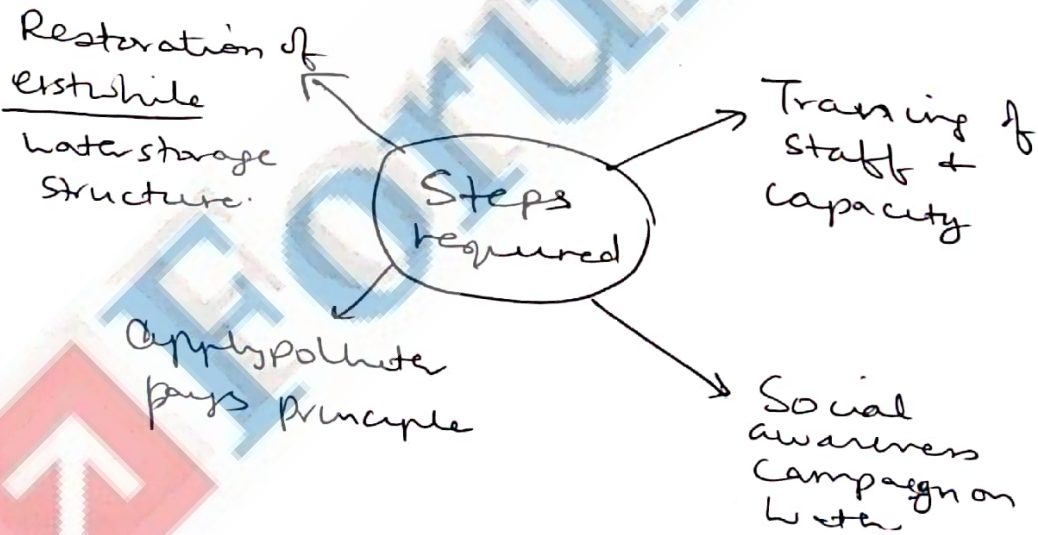 Restoration of
erstwhile
water storage
structure.
Steps
required
Training of
staff +
capacity
apply polluter
pays principle
Social
awareness
campaign on
water
Foru